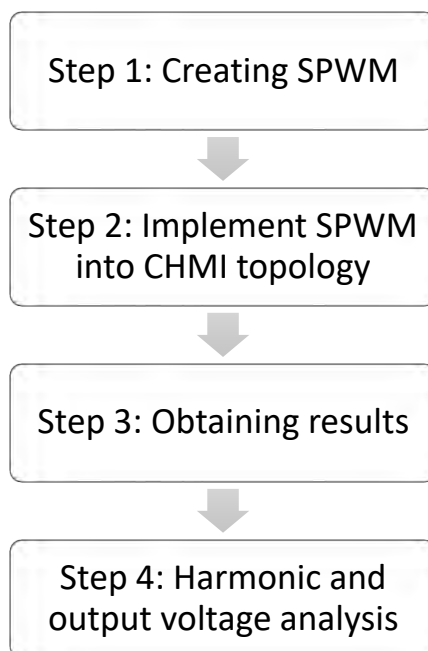 Step 1: Creating SPWM
Step 2: Implement SPWM
into CHMI topology
Step 3: Obtaining results
Step 4: Harmonic and
output voltage analysis